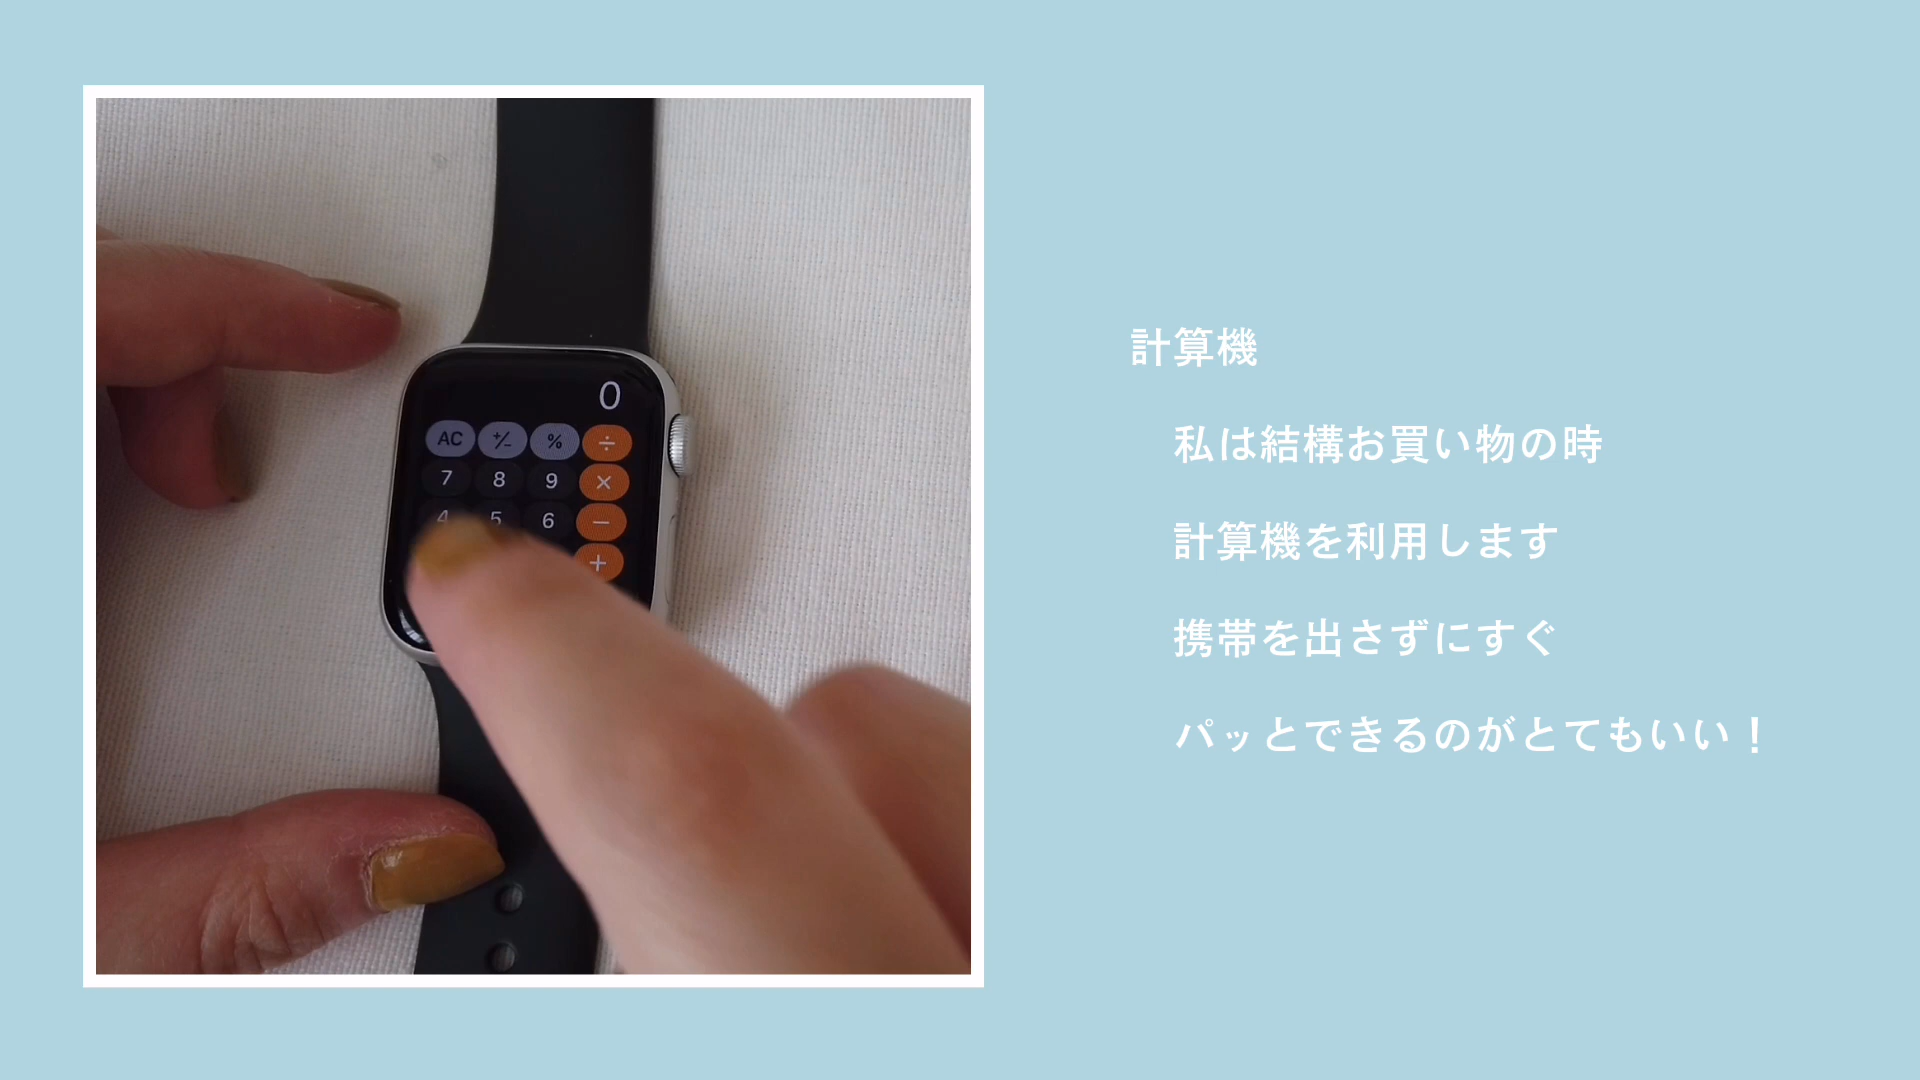 0
AC +/- % ÷
7 8 9 ×
4 5 6 −
+
計算機
私は結構お買い物の時
計算機を利用します
携帯を出さずにすぐ
パッとできるのがとてもいい！